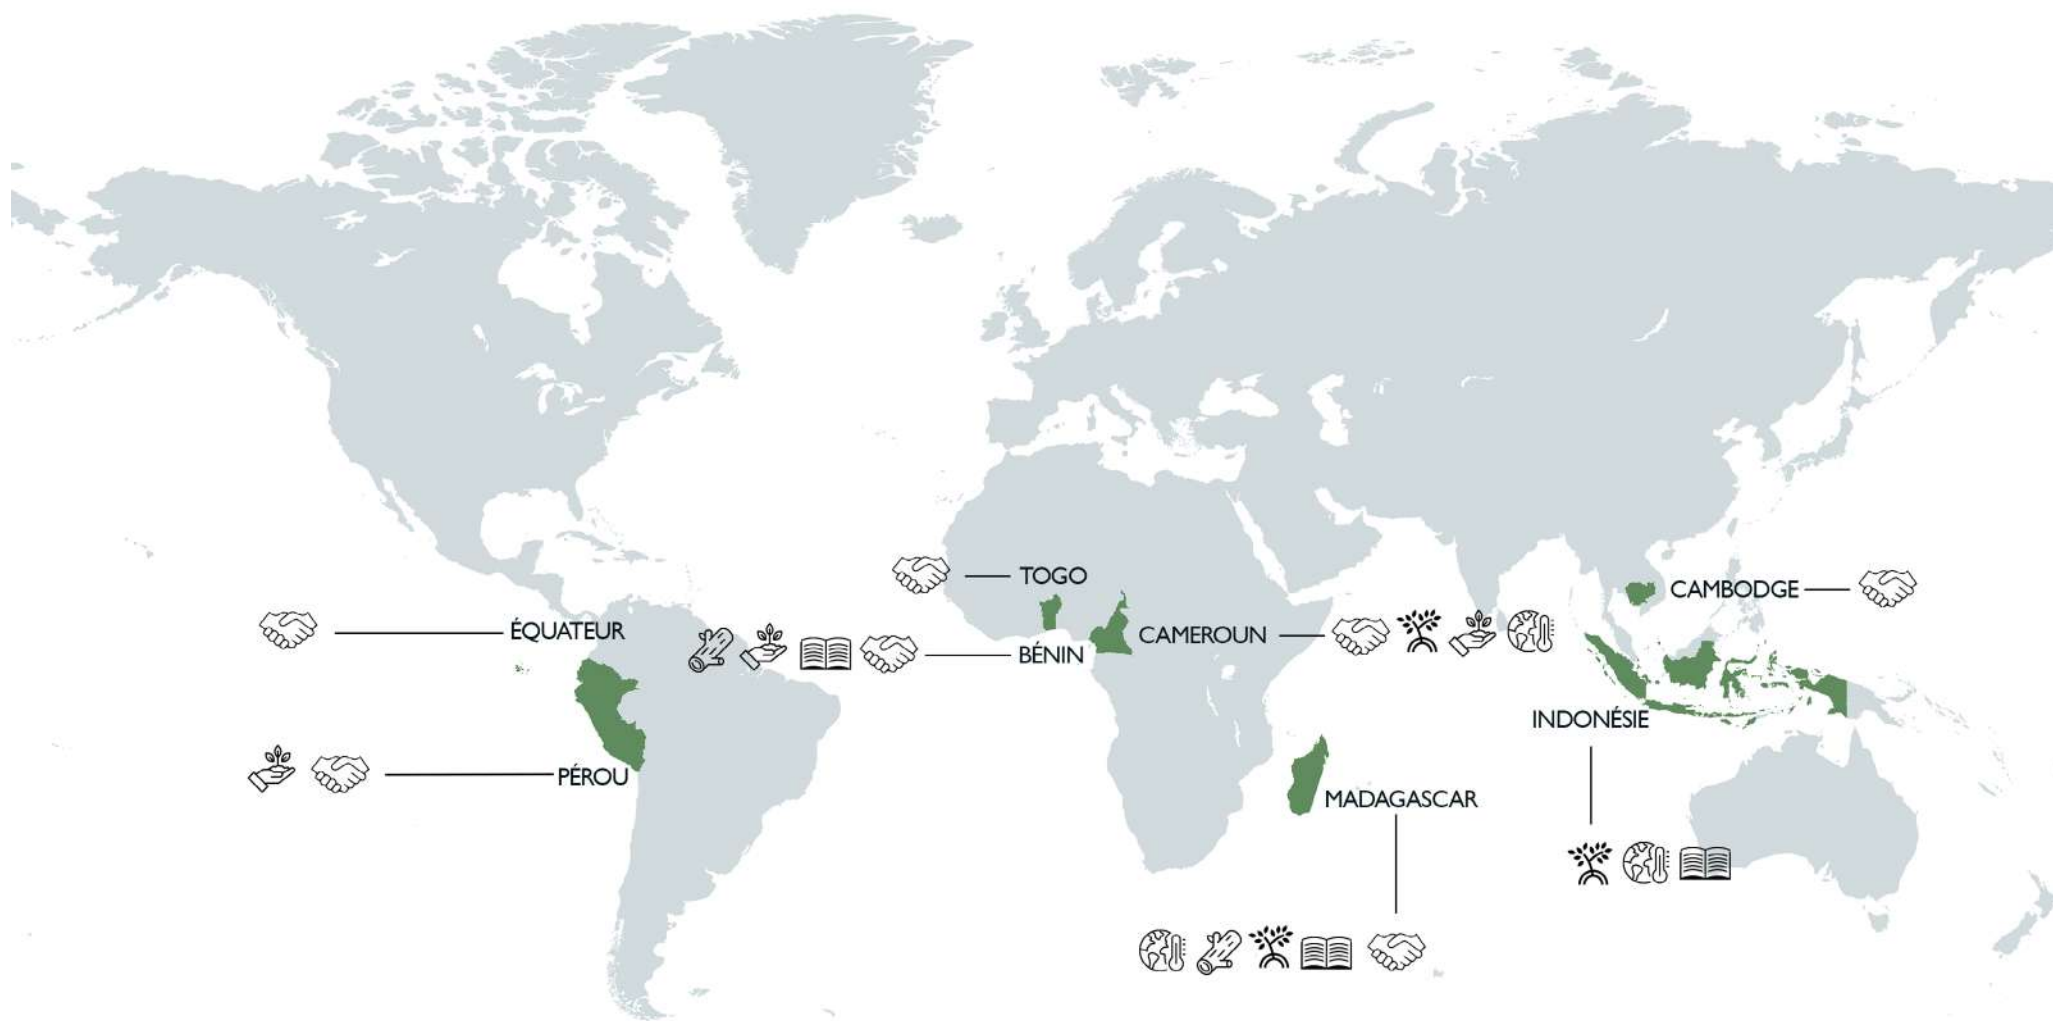 TOGO
CAMBODGE
ÉQUATEUR
CAMEROUN
BÉNIN
INDONÉSIE
PÉROU
MADAGASCAR